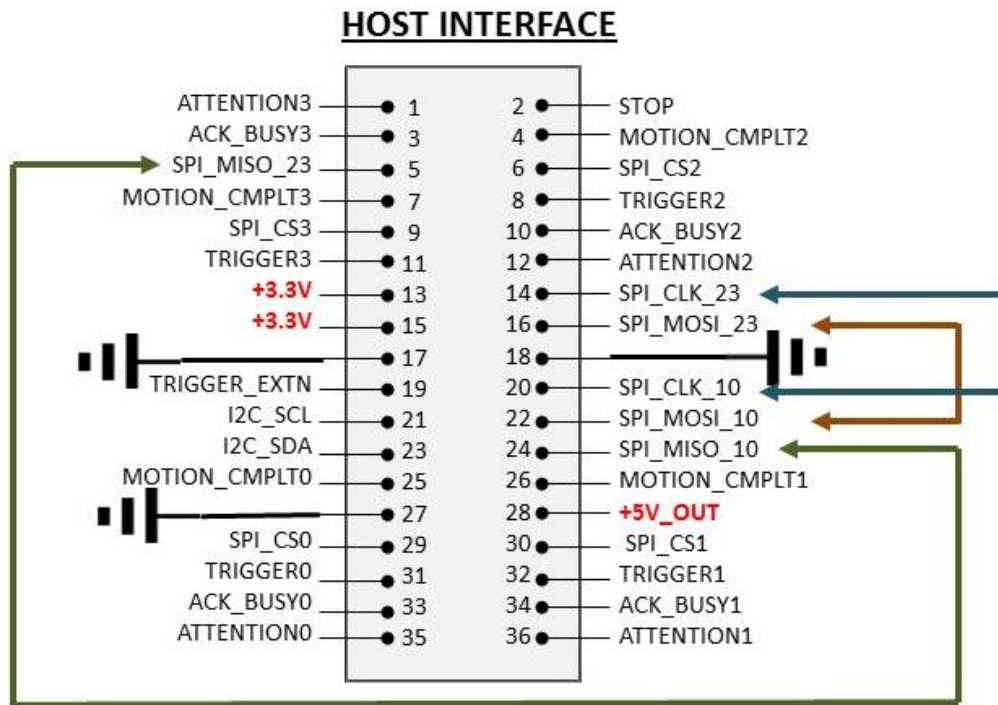 HOST INTERFACE
ATTENTION3 1 2 STOP
ACK_BUSY3 3 4 MOTION_CMPLT2
SPI_MISO_23 5 6 SPI_CS2
MOTION_CMPLT3 7 8 TRIGGER2
SPI_CS3 9 10 ACK_BUSY2
TRIGGER3 11 12 ATTENTION2
+3.3V 13 14 SPI_CLK_23
+3.3V 15 16 SPI_MOSI_23
17 18
TRIGGER_EXTN 19 20 SPI_CLK_10
I2C_SCL 21 22 SPI_MOSI_10
I2C_SDA 23 24 SPI_MISO_10
MOTION_CMPLT0 25 26 MOTION_CMPLT1
27 28 +5V_OUT
SPI_CS0 29 30 SPI_CS1
TRIGGER0 31 32 TRIGGER1
ACK_BUSY0 33 34 ACK_BUSY1
ATTENTION0 35 36 ATTENTION1